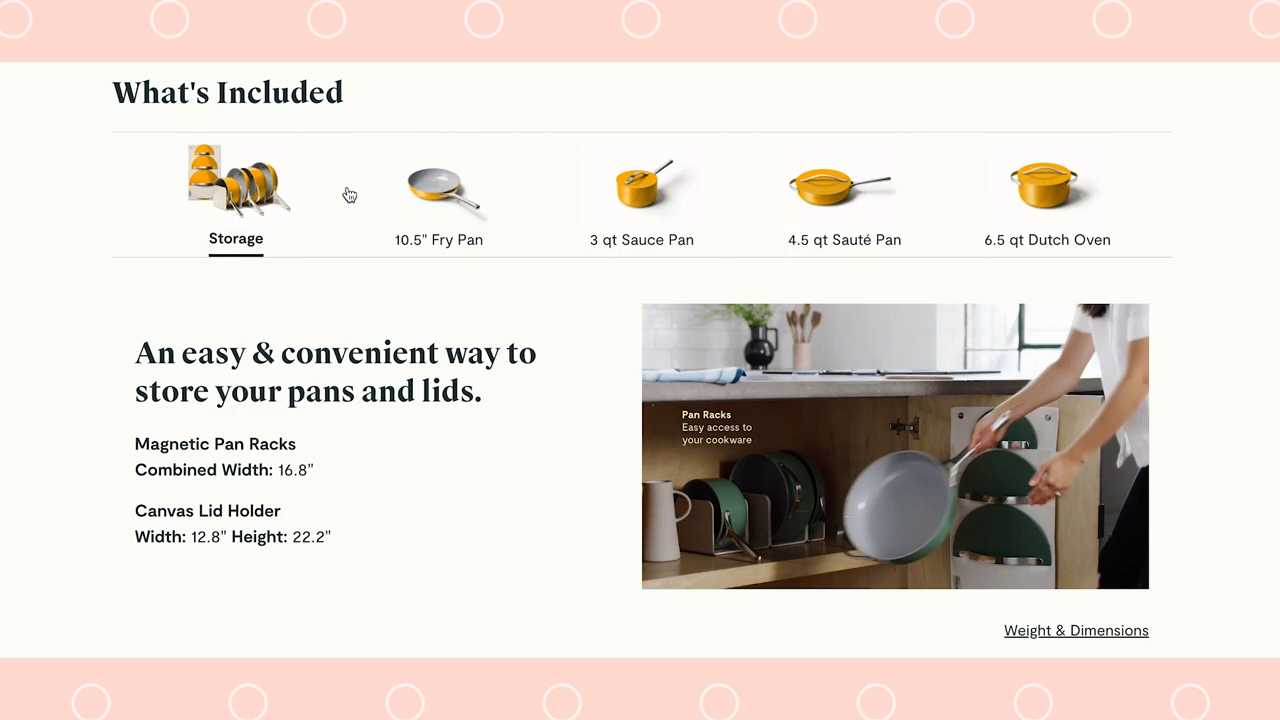 What's Included
Storage
10.5" Fry Pan
3 qt Sauce Pan
4.5 qt Sauté Pan
6.5 qt Dutch Oven
An easy & convenient way to
store your pans and lids.
Magnetic Pan Racks
Combined Width: 16.8"
Canvas Lid Holder
Width: 12.8" Height: 22.2"
Pan Racks
Easy access to
your cookware
Weight & Dimensions